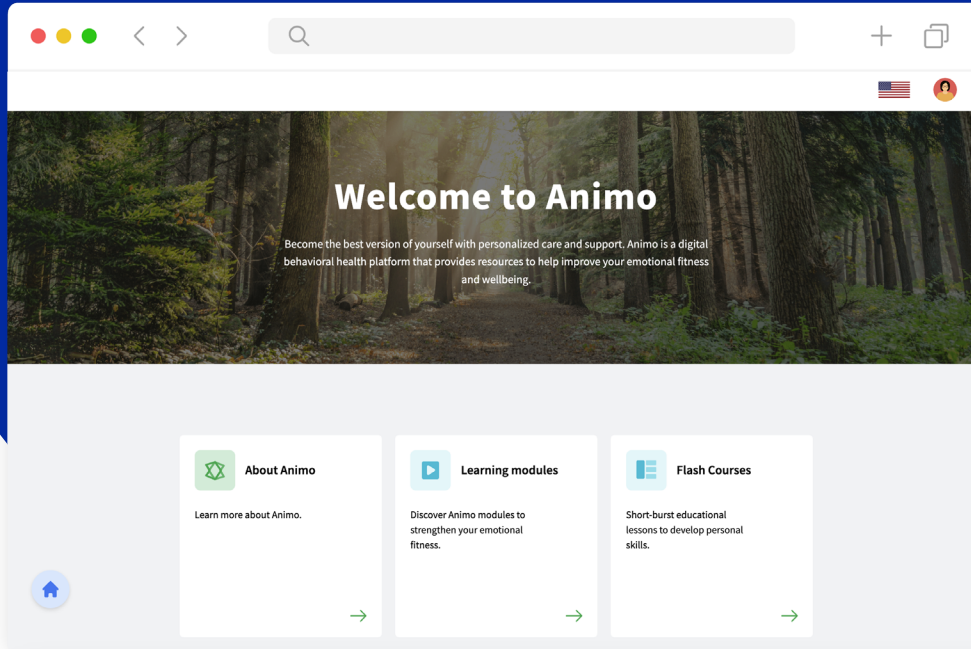 Welcome to Animo
Become the best version of yourself with personalized care and support. Animo is a digital
behavioral health platform that provides resources to help improve your emotional fitness
and wellbeing.
About Animo
Learn more about Animo.
Learning modules
Discover Animo modules to
strengthen your emotional
fitness.
Flash Courses
Short-burst educational
lessons to develop personal
skills.